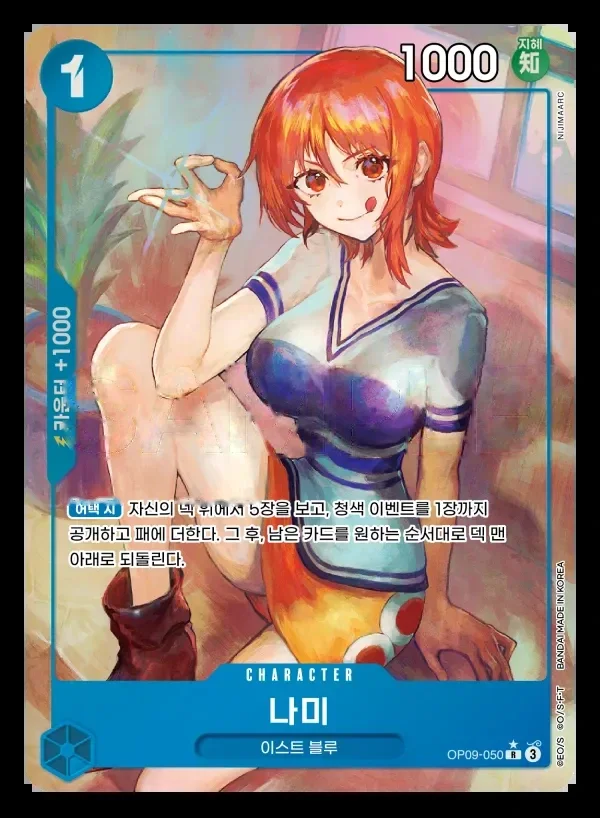 1
1000
지혜
知
NIJIMAARC
카운터 +1000
SAMPLE
어택 시 자신의 덱 위에서 5장을 보고, 청색 이벤트를 1장까지
공개하고 패에 더한다. 그 후, 남은 카드를 원하는 순서대로 덱 맨
아래로 되돌린다.
CHARACTER
나미
이스트 블루
OP09-050 R 3
©EO/S ©O/S·F·T BANDAI MADE IN KOREA